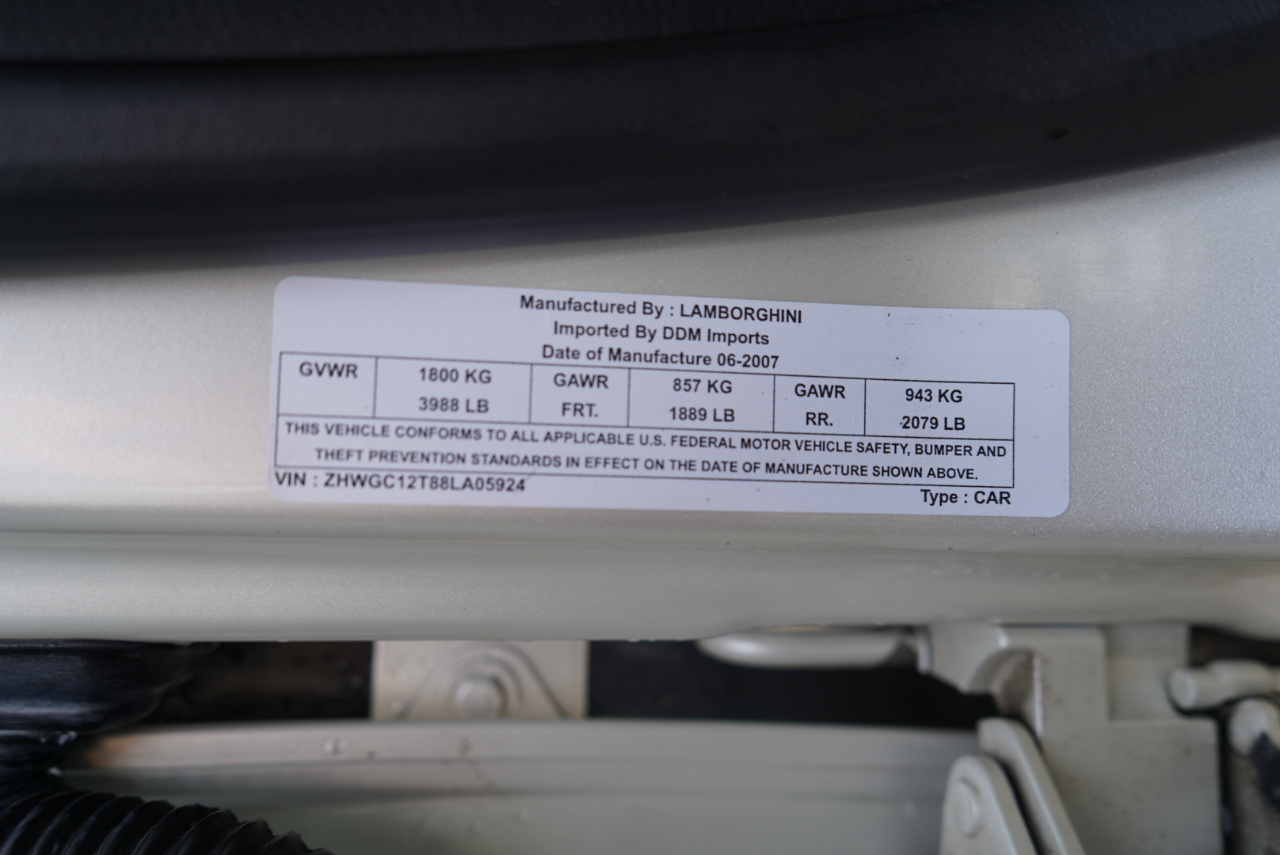 Manufactured By : LAMBORGHINI
Imported By DDM Imports
Date of Manufacture 06-2007
GVWR 1800 KG GAWR 857 KG GAWR 943 KG
3988 LB FRT. 1889 LB RR. 2079 LB
THIS VEHICLE CONFORMS TO ALL APPLICABLE U.S. FEDERAL MOTOR VEHICLE SAFETY, BUMPER AND
THEFT PREVENTION STANDARDS IN EFFECT ON THE DATE OF MANUFACTURE SHOWN ABOVE.
VIN : ZHWGC12T88LA05924 Type : CAR